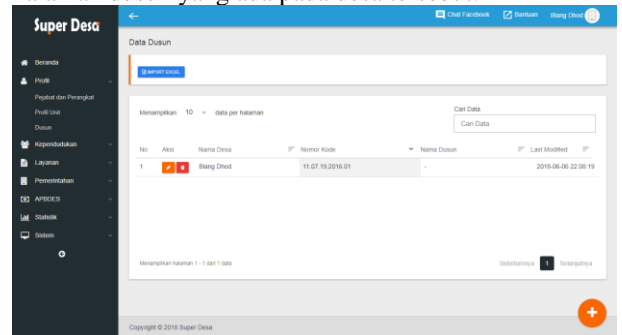 Super Desa
Chat Facebook
Bantuan
Blang Dhod
Data Dusun
Beranda
IMPORT EXCEL
Profil
Pejabat dan Perangkat
Profil Unit
Dusun
Menampilkan 10 data per halaman
Cari Data
Cari Data
Kependudukan
No Aksi Nama Desa Nomor Kode Nama Dusun Last Modified
Layanan
1 Blang Dhod 11.07.19.2016.01 - 2018-06-06 22:08:19
Pemerintahan
APBDES
Statistik
Sistem
Menampilkan halaman 1 - 1 dari 1 data
Sebelumnya 1 Selanjutnya
Copyright © 2018 Super Desa